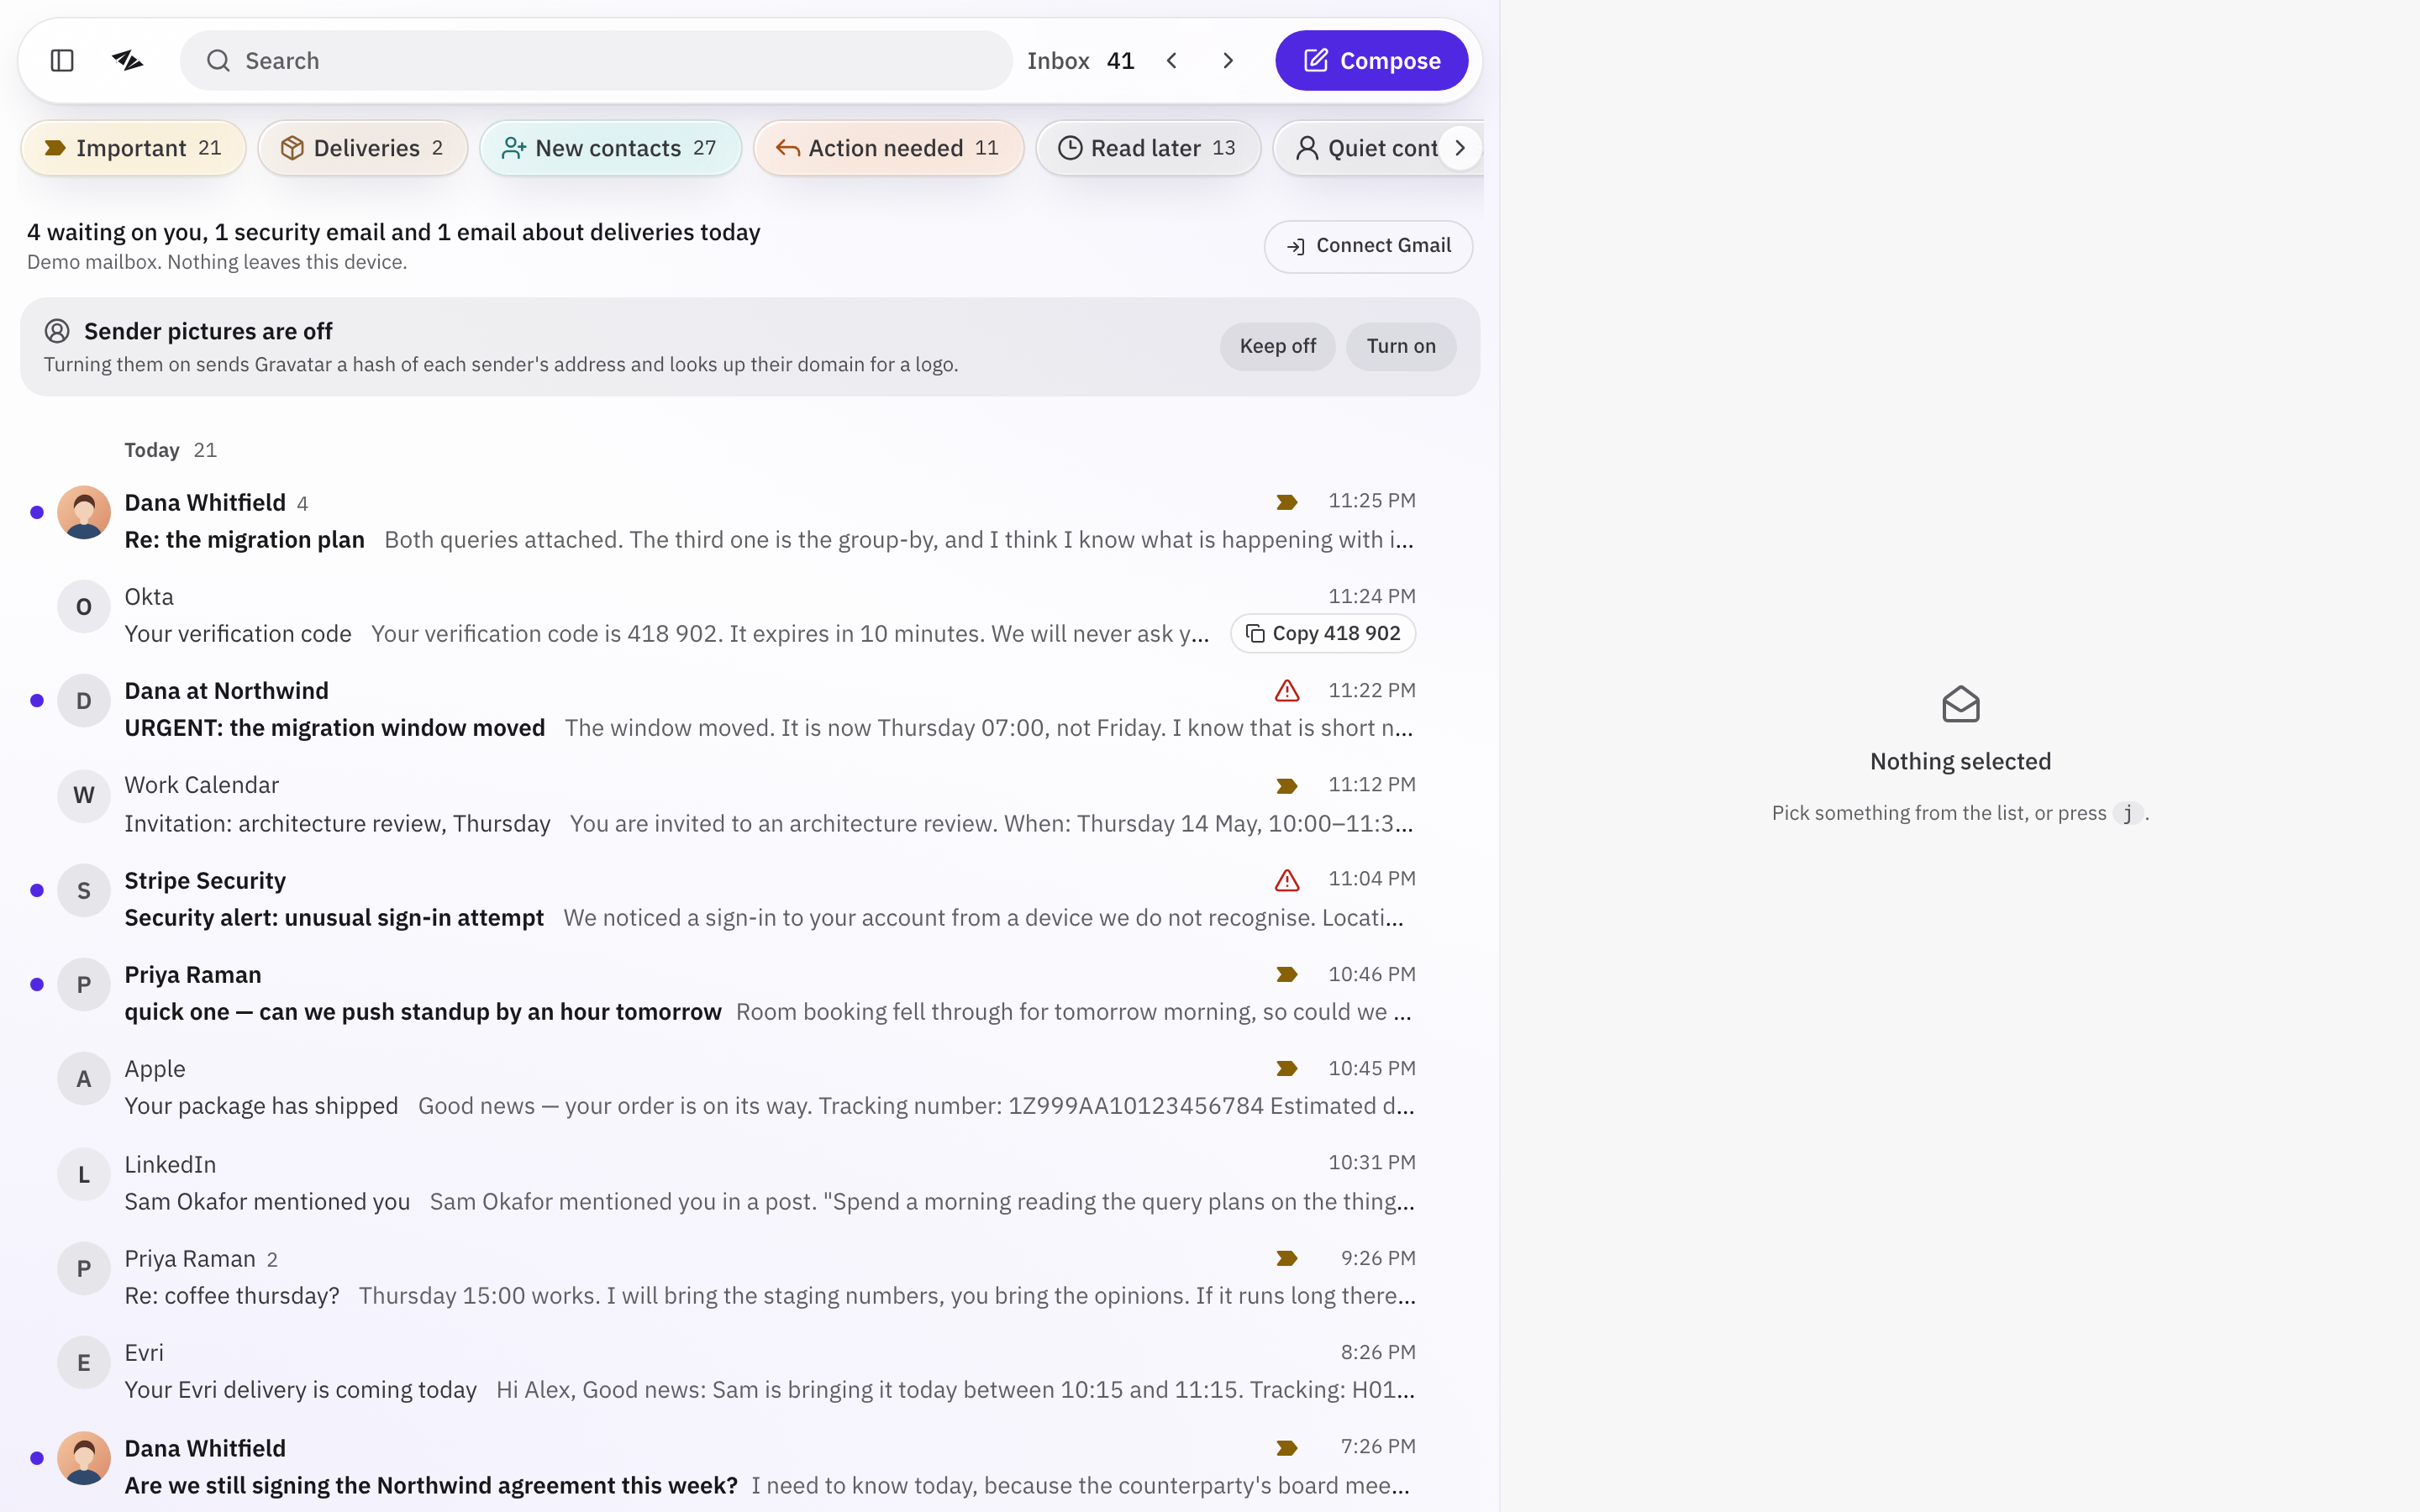 Search
Inbox 41
Compose
Important 21
Deliveries 2
New contacts 27
Action needed 11
Read later 13
Quiet cont
4 waiting on you, 1 security email and 1 email about deliveries today
Demo mailbox. Nothing leaves this device.
Connect Gmail
Sender pictures are off
Turning them on sends Gravatar a hash of each sender's address and looks up their domain for a logo.
Keep off
Turn on
Today 21
Dana Whitfield 4 11:25 PM
Re: the migration plan Both queries attached. The third one is the group-by, and I think I know what is happening with i...
O
Okta 11:24 PM
Your verification code Your verification code is 418 902. It expires in 10 minutes. We will never ask y... Copy 418 902
D
Dana at Northwind 11:22 PM
URGENT: the migration window moved The window moved. It is now Thursday 07:00, not Friday. I know that is short n...
W
Work Calendar 11:12 PM
Invitation: architecture review, Thursday You are invited to an architecture review. When: Thursday 14 May, 10:00–11:3...
S
Stripe Security 11:04 PM
Security alert: unusual sign-in attempt We noticed a sign-in to your account from a device we do not recognise. Locati...
P
Priya Raman 10:46 PM
quick one — can we push standup by an hour tomorrow Room booking fell through for tomorrow morning, so could we ...
A
Apple 10:45 PM
Your package has shipped Good news — your order is on its way. Tracking number: 1Z999AA10123456784 Estimated d...
L
LinkedIn 10:31 PM
Sam Okafor mentioned you Sam Okafor mentioned you in a post. "Spend a morning reading the query plans on the thing...
P
Priya Raman 2 9:26 PM
Re: coffee thursday? Thursday 15:00 works. I will bring the staging numbers, you bring the opinions. If it runs long there...
E
Evri 8:26 PM
Your Evri delivery is coming today Hi Alex, Good news: Sam is bringing it today between 10:15 and 11:15. Tracking: H01...
Dana Whitfield 7:26 PM
Are we still signing the Northwind agreement this week? I need to know today, because the counterparty's board mee...
Nothing selected
Pick something from the list, or press j.